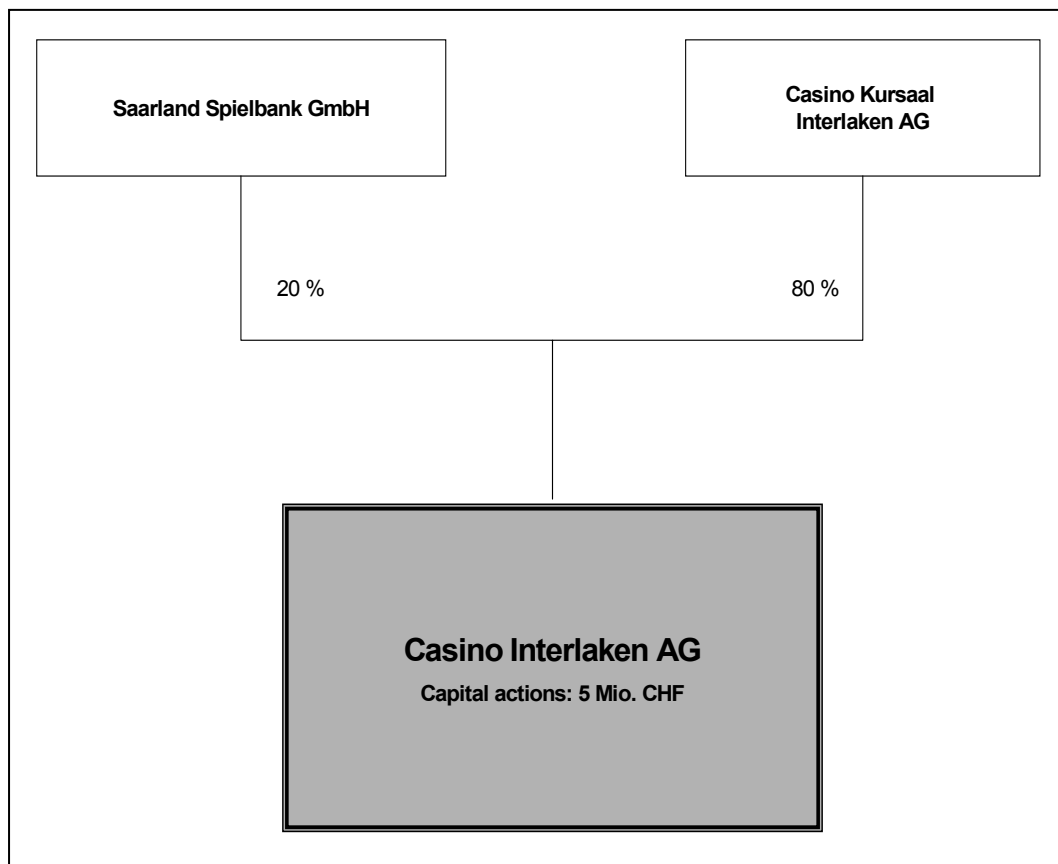 Saarland Spielbank GmbH
Casino Kursaal
Interlaken AG
20 %
80 %
Casino Interlaken AG
Capital actions: 5 Mio. CHF